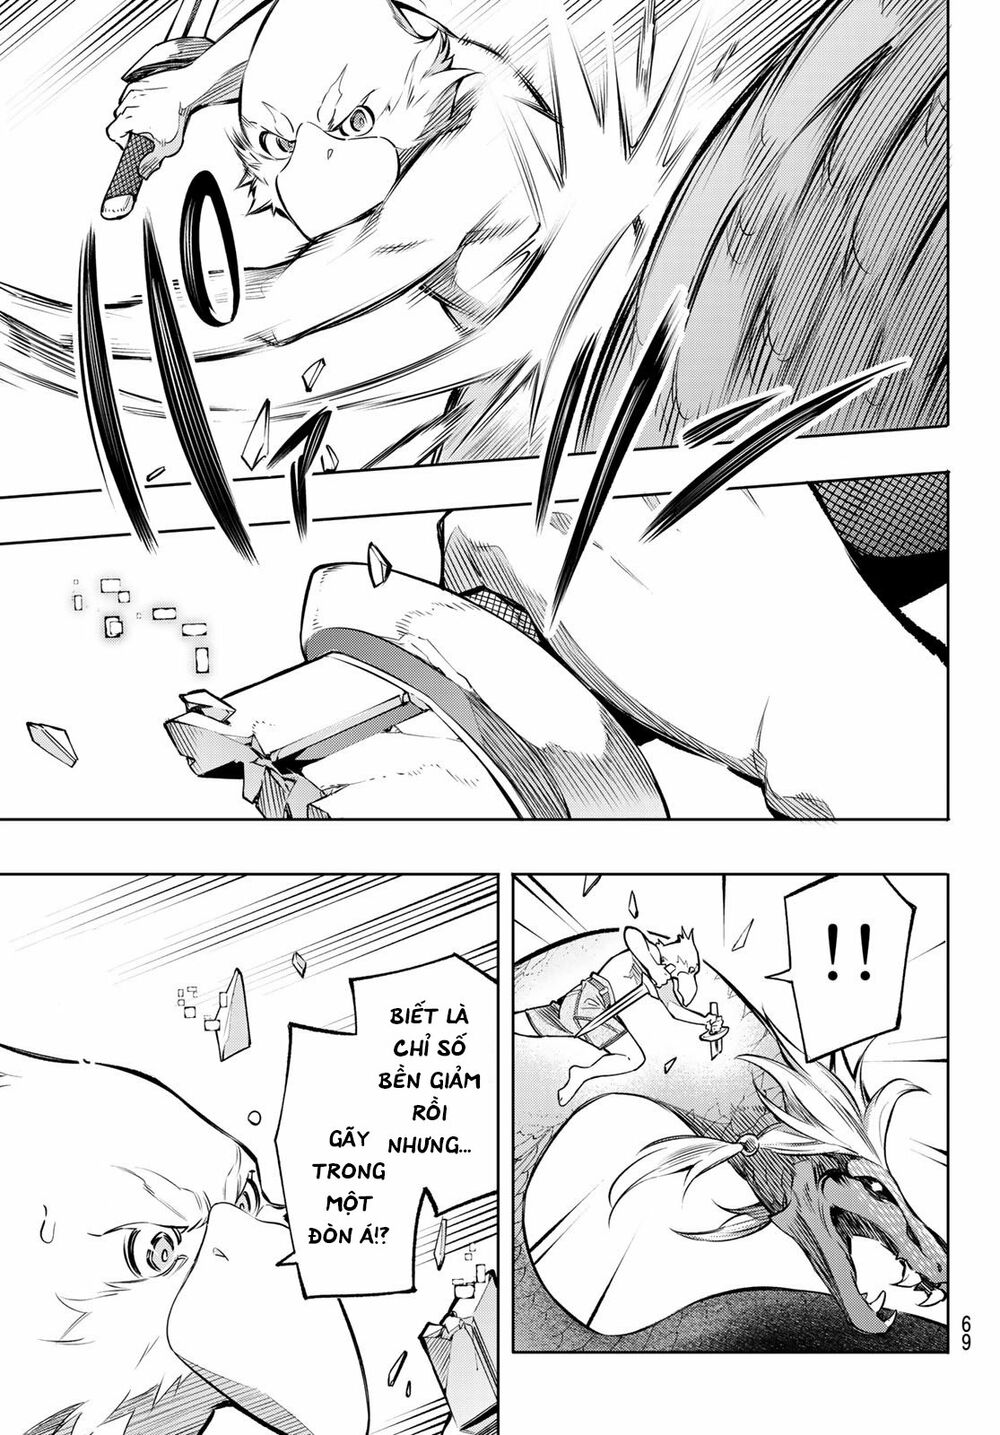 !!
BIẾT LÀ
CHỈ SỐ
BỀN GIẢM
RỒI
NHƯNG...
GÃY
TRONG
MỘT
ĐÒN Á!?
69